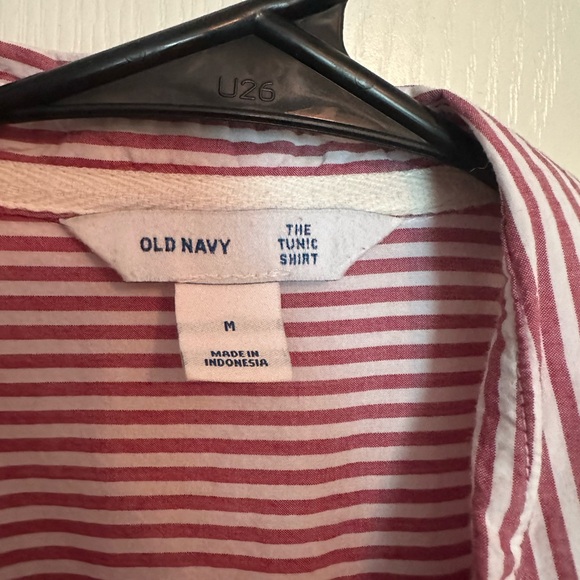 U26
OLD NAVY
THE
TUNIC
SHIRT
M
MADE IN
INDONESIA